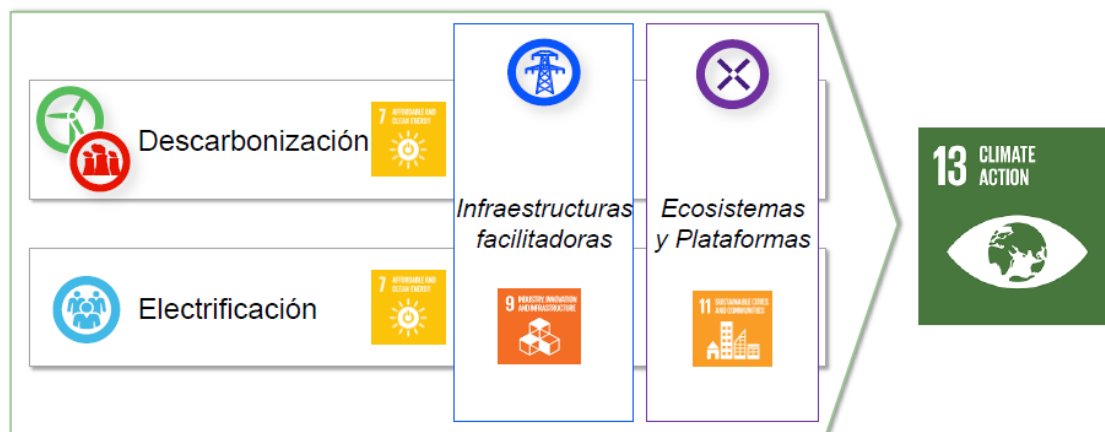 Descarbonización
7 AFFORDABLE AND
CLEAN ENERGY
Infraestructuras
facilitadoras
Ecosistemas
y Plataformas
Electrificación
7 AFFORDABLE AND
CLEAN ENERGY
9 INDUSTRY, INNOVATION
AND INFRASTRUCTURE
11 SUSTAINABLE CITIES
AND COMMUNITIES
13 CLIMATE
ACTION